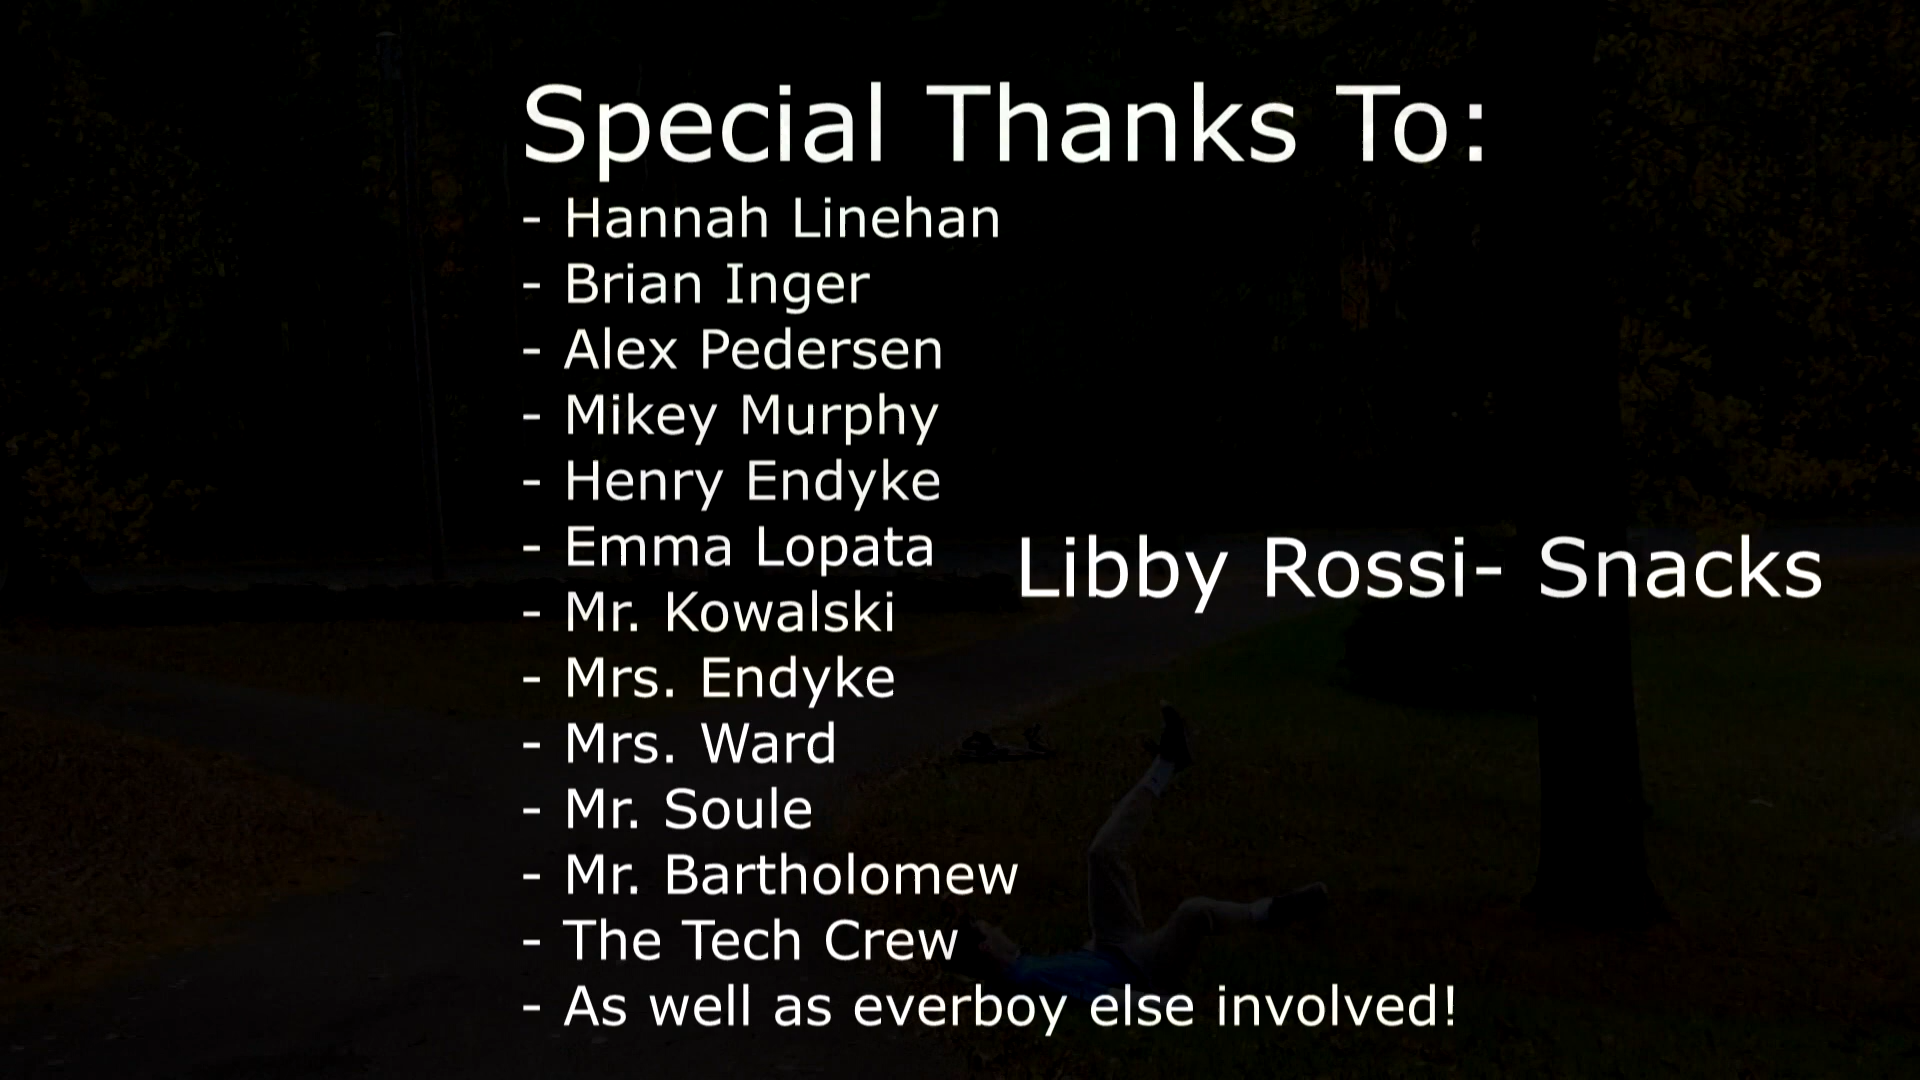 Special Thanks To:
- Hannah Linehan
- Brian Inger
- Alex Pedersen
- Mikey Murphy
- Henry Endyke
- Emma Lopata
Libby Rossi- Snacks
- Mr. Kowalski
- Mrs. Endyke
- Mrs. Ward
- Mr. Soule
- Mr. Bartholomew
- The Tech Crew
- As well as everboy else involved!